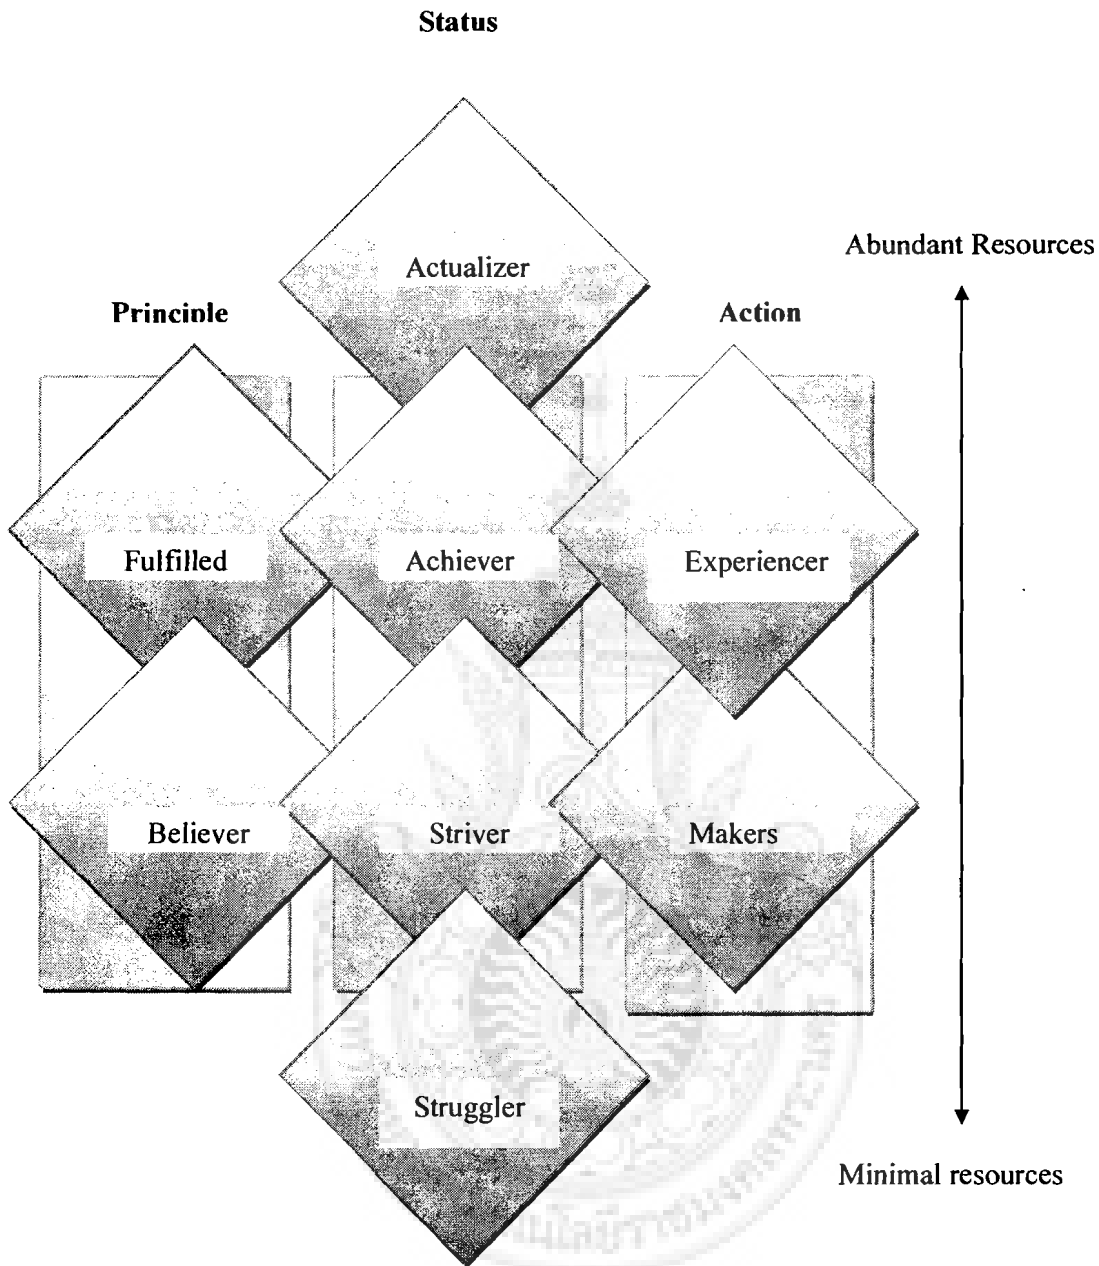 Status
Actualizer
Abundant Resources
Principle
Action
Fulfilled
Achiever
Experiencer
Believer
Striver
Makers
Struggler
Minimal resources